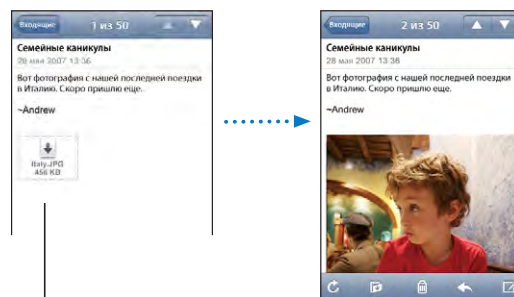 Входящие 1 из 50
Семейные каникулы
28 мая 2007 13:36
Вот фотография с нашей последней поездки
в Италию. Скоро пришлю еще.
~Andrew
Italy.JPG
456 KB
Входящие 2 из 50
Семейные каникулы
28 мая 2007 13:36
Вот фотография с нашей последней поездки
в Италию. Скоро пришлю еще.
~Andrew